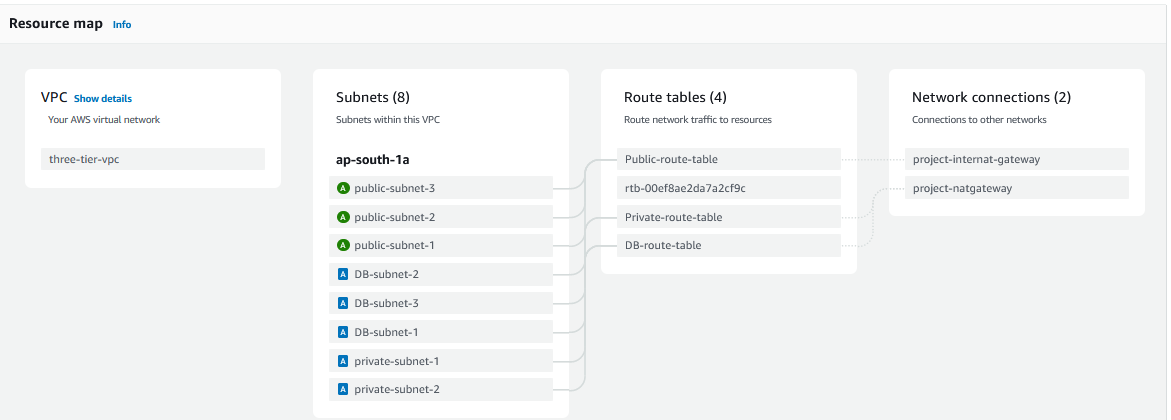 Resource map Info
VPC Show details
Your AWS virtual network
three-tier-vpc
Subnets (8)
Subnets within this VPC
ap-south-1a
A public-subnet-3
A public-subnet-2
A public-subnet-1
A DB-subnet-2
A DB-subnet-3
A DB-subnet-1
A private-subnet-1
A private-subnet-2
Route tables (4)
Route network traffic to resources
Public-route-table
rtb-00ef8ae2da7a2cf9c
Private-route-table
DB-route-table
Network connections (2)
Connections to other networks
project-internat-gateway
project-natgateway